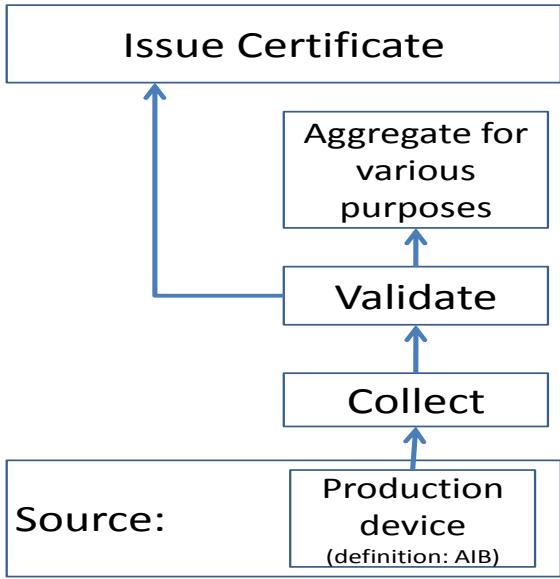 Issue Certificate
Aggregate for
various
purposes
Validate
Collect
Source:
Production
device
(definition: AIB)